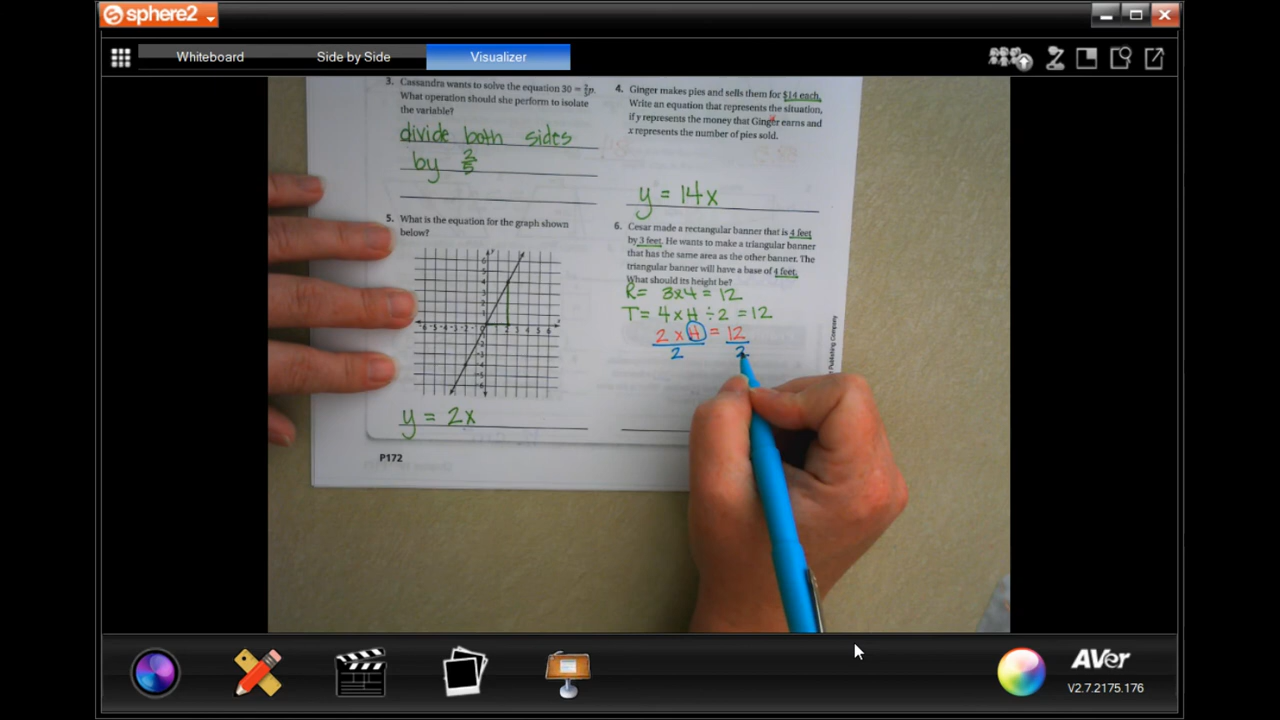 sphere2
Whiteboard Side by Side Visualizer
3. Cassandra wants to solve the equation 30 = 2/5 p.
What operation should she perform to isolate
the variable?
divide both sides
by 2/5
4. Ginger makes pies and sells them for $14 each.
Write an equation that represents the situation,
if y represents the money that Ginger earns and
x represents the number of pies sold.
y = 14x
5. What is the equation for the graph shown
below?
y = 2x
6. Cesar made a rectangular banner that is 4 feet
by 3 feet. He wants to make a triangular banner
that has the same area as the other banner. The
triangular banner will have a base of 4 feet.
What should its height be?
R= 3x4 = 12
T= 4 x H ÷ 2 = 12
2 x H = 12
2 2
P172
AVer
V2.7.2175.176